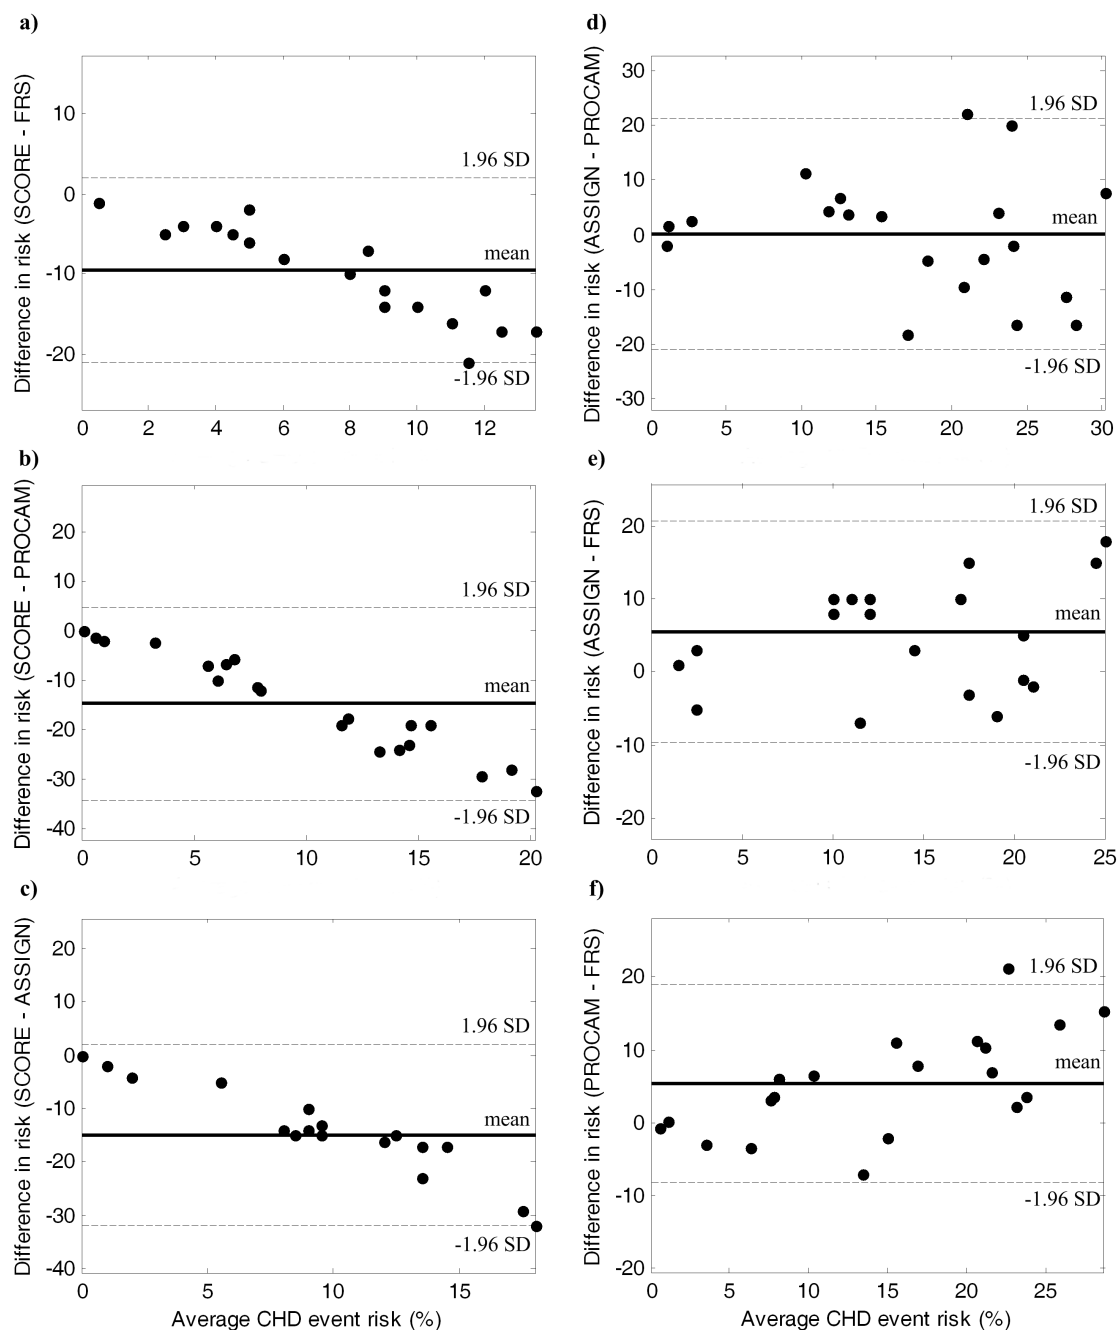 a)
Difference in risk (SCORE - FRS)
10
0
-10
-20
1.96 SD
mean
-1.96 SD
0 2 4 6 8 10 12
b)
Difference in risk (SCORE - PROCAM)
20
10
0
-10
-20
-30
-40
1.96 SD
mean
-1.96 SD
0 5 10 15 20
c)
Difference in risk (SCORE - ASSIGN)
20
10
0
-10
-20
-30
-40
1.96 SD
mean
-1.96 SD
0 5 10 15
Average CHD event risk (%)
d)
Difference in risk (ASSIGN - PROCAM)
30
20
10
0
-10
-20
-30
1.96 SD
mean
-1.96 SD
0 5 10 15 20 25 30
e)
Difference in risk (ASSIGN - FRS)
20
10
0
-10
-20
1.96 SD
mean
-1.96 SD
0 5 10 15 20 25
f)
Difference in risk (PROCAM - FRS)
20
10
0
-10
-20
1.96 SD
mean
-1.96 SD
0 5 10 15 20 25
Average CHD event risk (%)